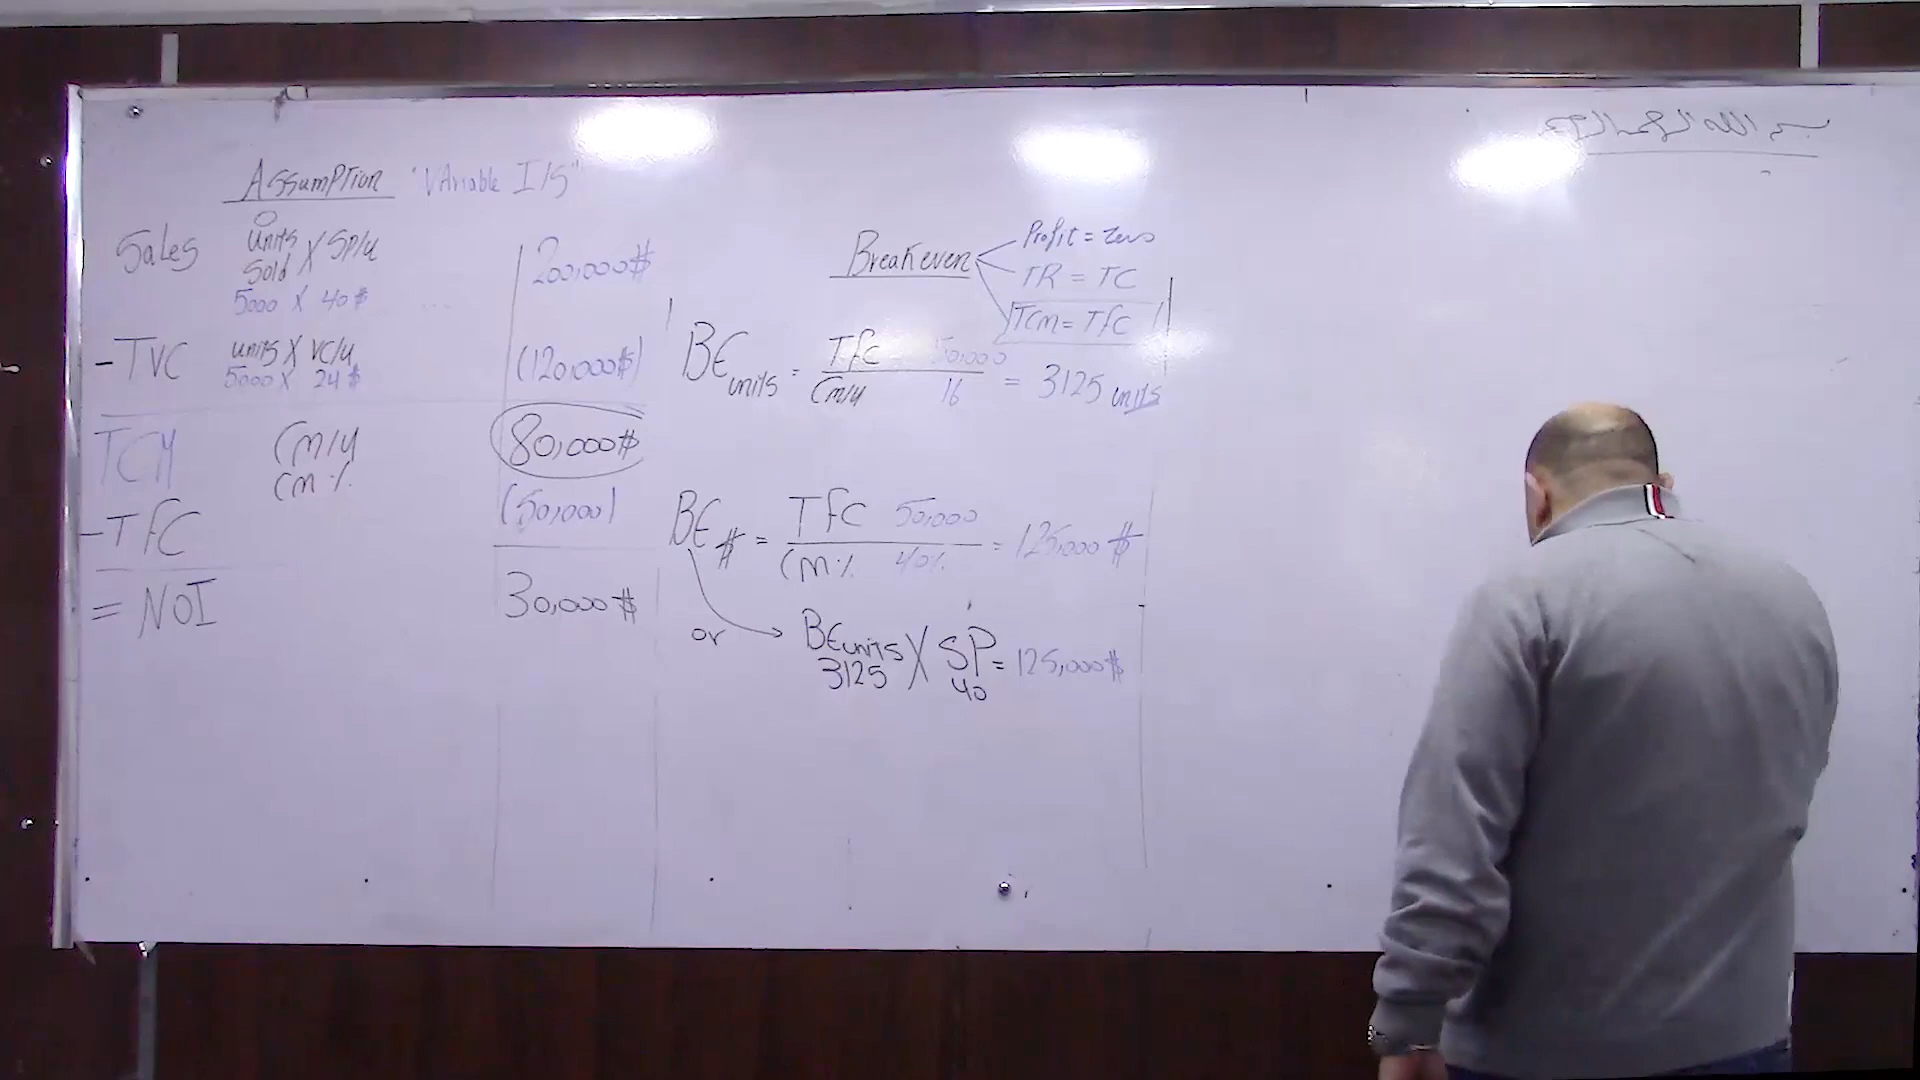 بسم الله الرحمن الرحيم
Assumption "Variable I/S"
Sales units sold X SP/u 200,000$
5000 X 40$
-TVC units X VC/u (120,000$)
5000 X 24$
TCM Cm/u 80,000$
Cm%
-TFC (50,000)
= NOI 30,000$
Breakeven Profit = Zero
TR = TC
TCM = TFC
BE units = TFC 50,000 = 3125 units
Cm/u 16
BE $ = TFC 50,000 = 125,000$
Cm% 40%
or BE units X SP = 125,000$
3125 40